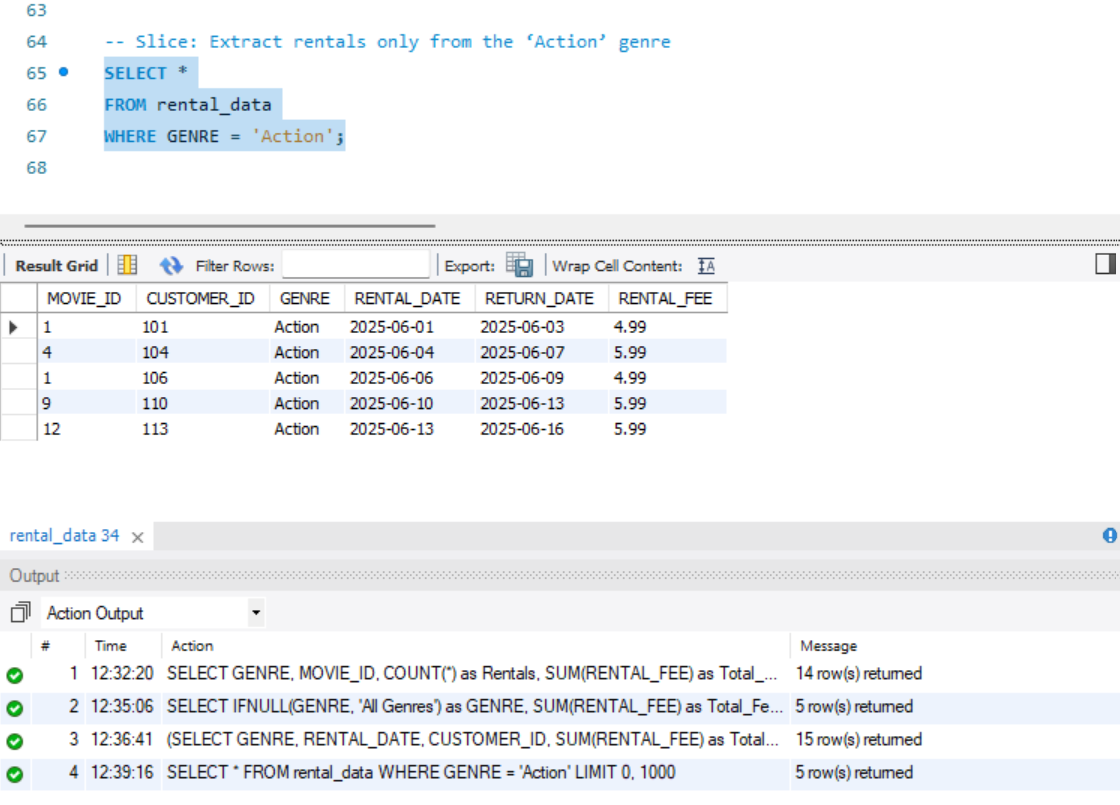 63
64 -- Slice: Extract rentals only from the ‘Action’ genre
65 SELECT *
66 FROM rental_data
67 WHERE GENRE = 'Action';
68
Result Grid Filter Rows: Export: Wrap Cell Content: IA
MOVIE_ID CUSTOMER_ID GENRE RENTAL_DATE RETURN_DATE RENTAL_FEE
1 101 Action 2025-06-01 2025-06-03 4.99
4 104 Action 2025-06-04 2025-06-07 5.99
1 106 Action 2025-06-06 2025-06-09 4.99
9 110 Action 2025-06-10 2025-06-13 5.99
12 113 Action 2025-06-13 2025-06-16 5.99
rental_data 34
Output
Action Output
# Time Action Message
1 12:32:20 SELECT GENRE, MOVIE_ID, COUNT(*) as Rentals, SUM(RENTAL_FEE) as Total_... 14 row(s) returned
2 12:35:06 SELECT IFNULL(GENRE, 'All Genres') as GENRE, SUM(RENTAL_FEE) as Total_Fe... 5 row(s) returned
3 12:36:41 (SELECT GENRE, RENTAL_DATE, CUSTOMER_ID, SUM(RENTAL_FEE) as Total... 15 row(s) returned
4 12:39:16 SELECT * FROM rental_data WHERE GENRE = 'Action' LIMIT 0, 1000 5 row(s) returned